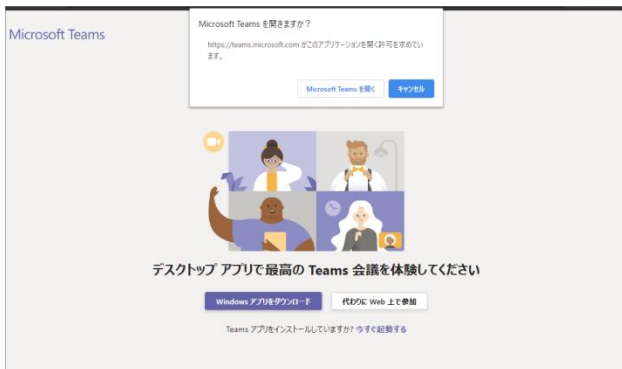 Microsoft Teams
Microsoft Teams を開きますか？
https://teams.microsoft.com がこのアプリケーションを開く許可を求めてい
ます。
Microsoft Teams を開く
キャンセル
デスクトップ アプリで最高の Teams 会議を体験してください
Windows アプリをダウンロード
代わりに Web 上で参加
Teams アプリをインストールしていますか? 今すぐ起動する